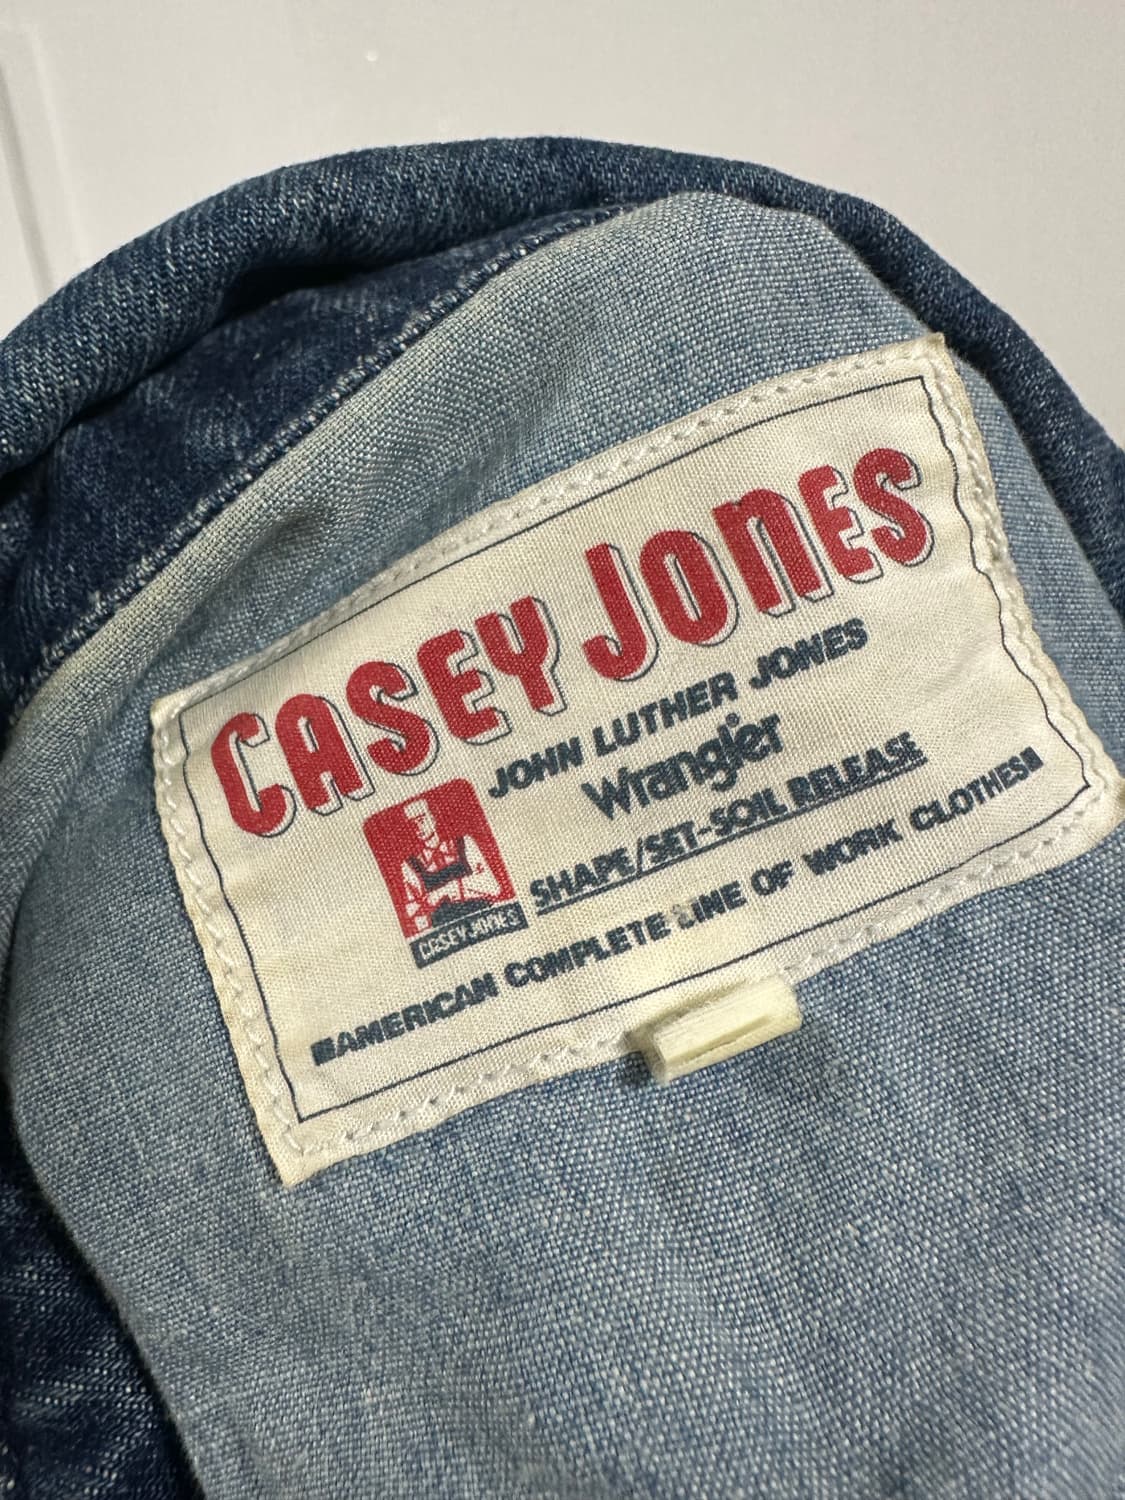 CASEY JONES
JOHN LUTHER JONES
Wrangler
SHAPE/SET-SOIL RELEASE
CASEY JONES
■AMERICAN COMPLETE LINE OF WORK CLOTHES■